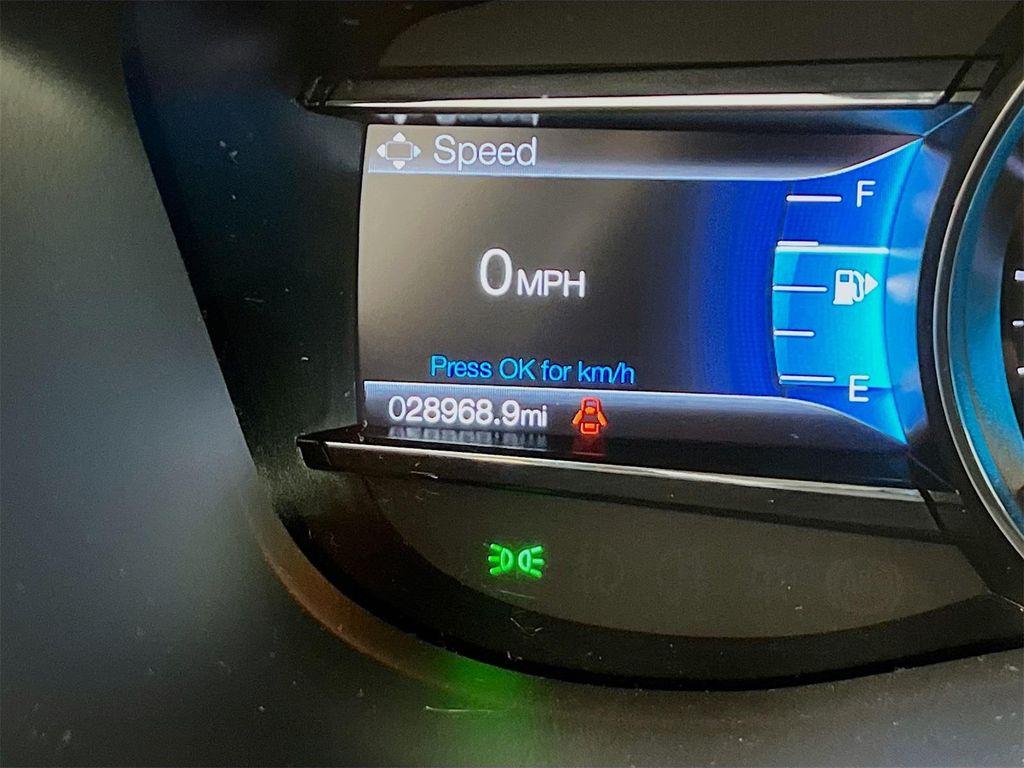 Speed
F
0 MPH
Press OK for km/h
E
028968.9mi